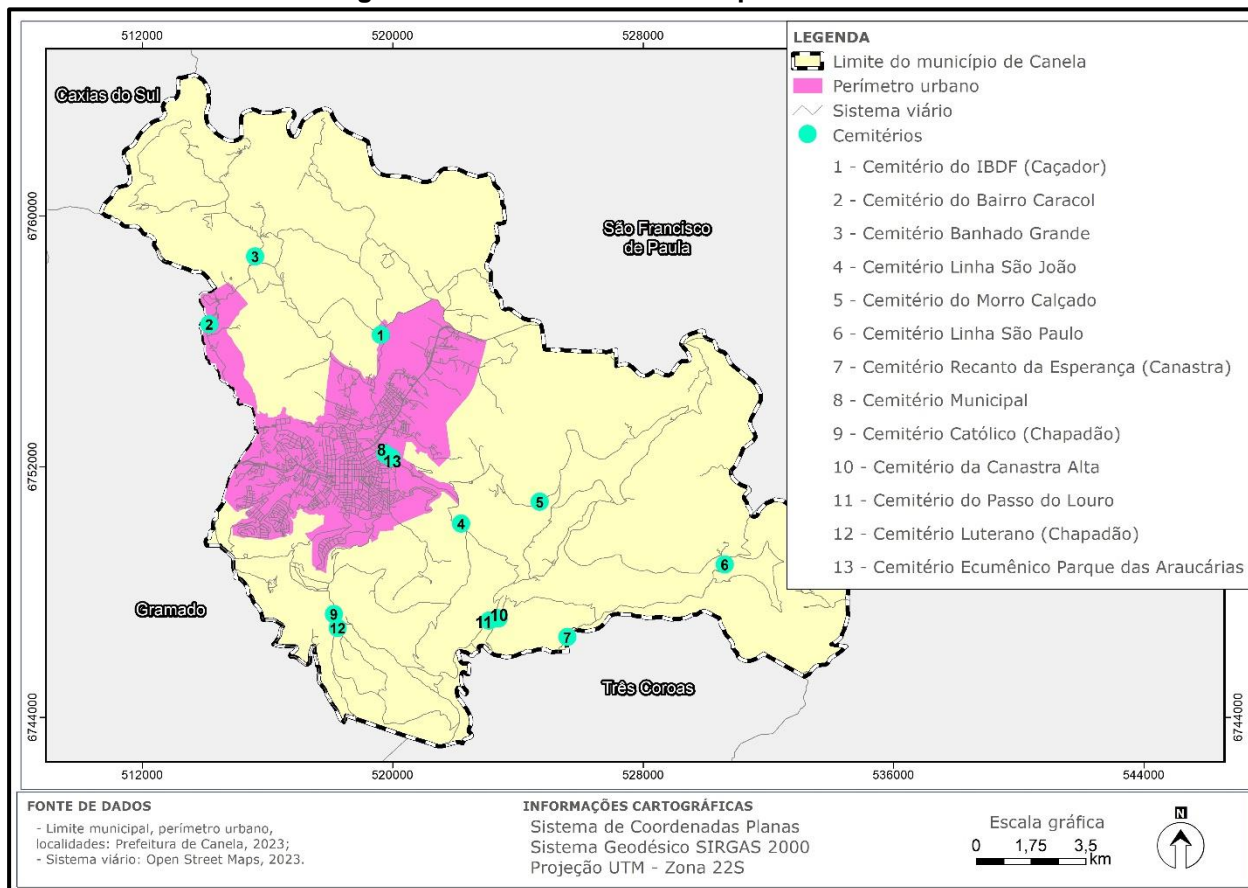 512000
520000
528000
6760000
6752000
6744000
Caxias do Sul
São Francisco
de Paula
Gramado
Três Coroas
3
2
1
8
13
5
4
6
9
12
10
11
7
LEGENDA
Limite do município de Canela
Perímetro urbano
Sistema viário
Cemitérios
1 - Cemitério do IBDF (Caçador)
2 - Cemitério do Bairro Caracol
3 - Cemitério Banhado Grande
4 - Cemitério Linha São João
5 - Cemitério do Morro Calçado
6 - Cemitério Linha São Paulo
7 - Cemitério Recanto da Esperança (Canastra)
8 - Cemitério Municipal
9 - Cemitério Católico (Chapadão)
10 - Cemitério da Canastra Alta
11 - Cemitério do Passo do Louro
12 - Cemitério Luterano (Chapadão)
13 - Cemitério Ecumênico Parque das Araucárias
6744000
512000
520000
528000
536000
544000
FONTE DE DADOS
- Limite municipal, perímetro urbano,
localidades: Prefeitura de Canela, 2023;
- Sistema viário: Open Street Maps, 2023.
INFORMAÇÕES CARTOGRÁFICAS
Sistema de Coordenadas Planas
Sistema Geodésico SIRGAS 2000
Projeção UTM - Zona 22S
Escala gráfica
0 1,75 3,5
km
N